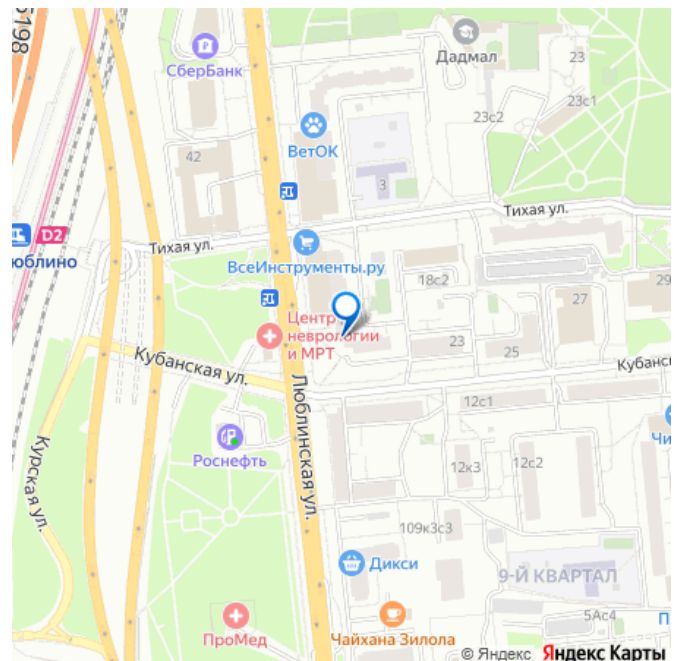 5198
СберБанк
Дадмал
23
23с1
23с2
ВетОК
42
3
Тихая ул.
D2
Тихая ул.
юблино
ВсеИнструменты.ру
18с2
29
27
Центр
неврологии
и МРТ
23
25
Кубанская ул.
Кубанс
12с1
Люблинская ул.
Чи
Роснефть
Курская ул.
12к3
12с2
109к3с3
Дикси
9-Й КВАРТАЛ
5Ас4
П
ПроМед
Чайхана Зилола
© Яндекс Яндекс Карты